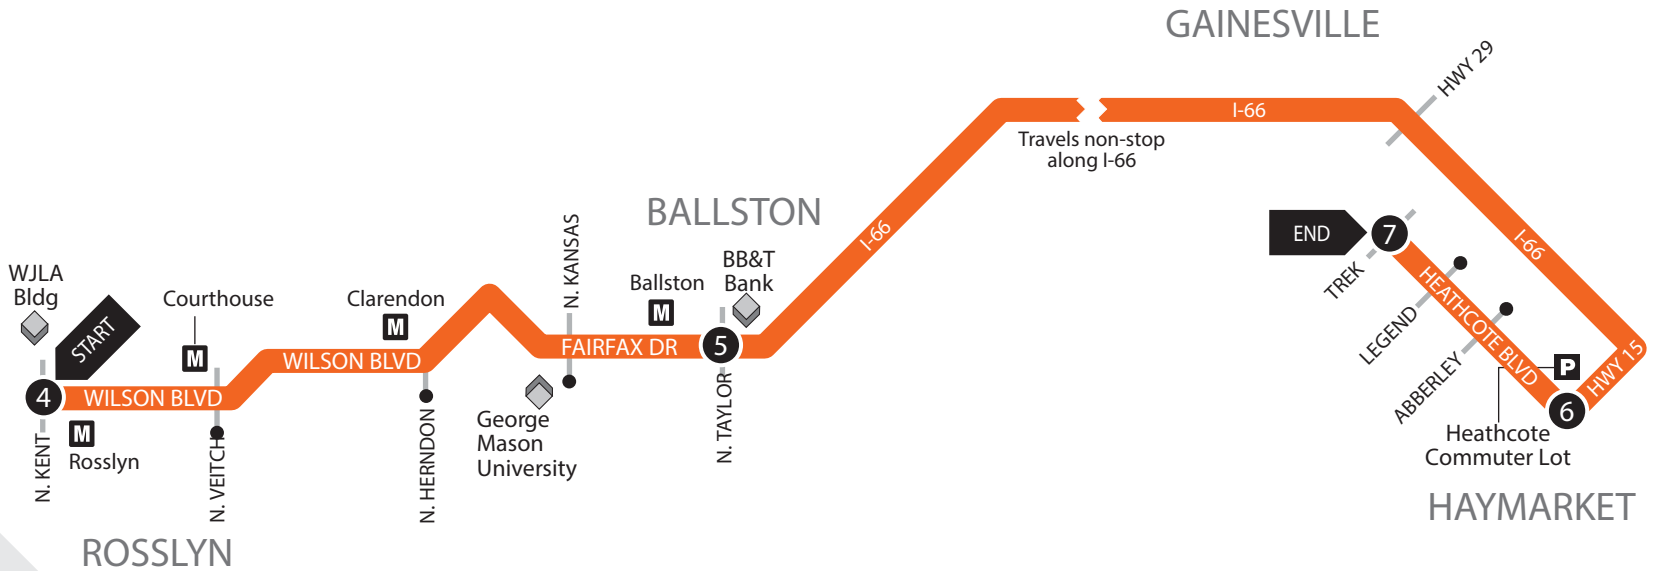 GAINESVILLE
HWY 29
I-66
Travels non-stop
along I-66
I-66
I-66
BALLSTON
WJLA
Bldg
START
Courthouse
M
Clarendon
M
N. KANSAS
Ballston
M
BB&T
Bank
END
7
TREK
LEGEND
ABBERLEY
HEATHCOTE BLVD
P
HWY 15
6
Heathcote
Commuter Lot
HAYMARKET
4
WILSON BLVD
WILSON BLVD
FAIRFAX DR
5
M
Rosslyn
N. KENT
N. VEITCH
N. HERNDON
George
Mason
University
N. TAYLOR
ROSSLYN